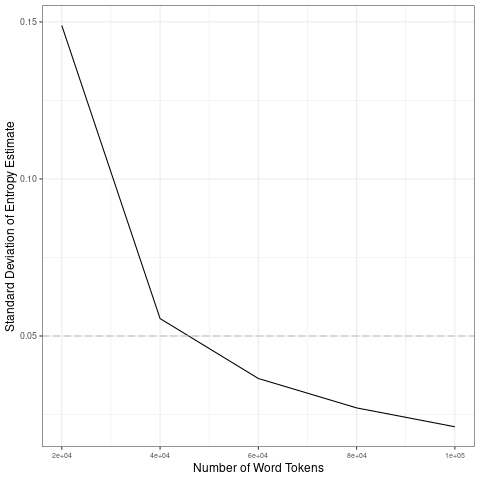 Standard Deviation of Entropy Estimate
0.15
0.10
0.05
2e+04 4e+04 6e+04 8e+04 1e+05
Number of Word Tokens